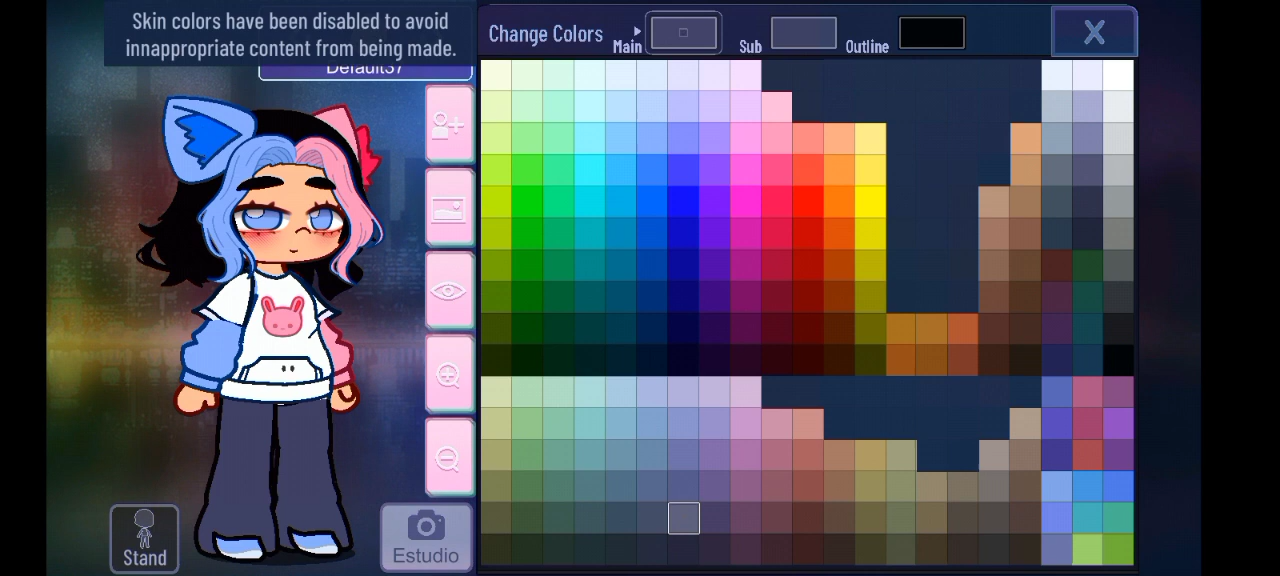 Skin colors have been disabled to avoid
innappropriate content from being made.
Default37
Change Colors
Main
Sub
Outline
X
Stand
Estudio